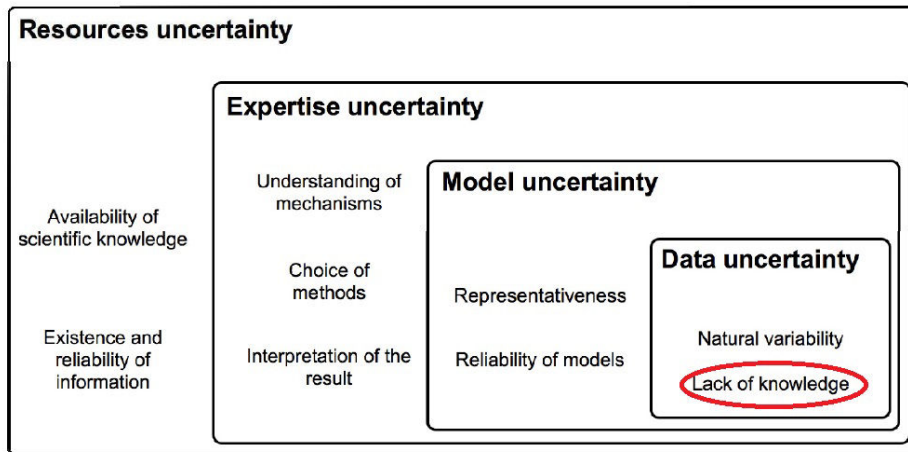 Resources uncertainty
Availability of
scientific knowledge
Existence and
reliability of
information
Expertise uncertainty
Understanding of
mechanisms
Choice of
methods
Interpretation of the
result
Model uncertainty
Representativeness
Reliability of models
Data uncertainty
Natural variability
Lack of knowledge